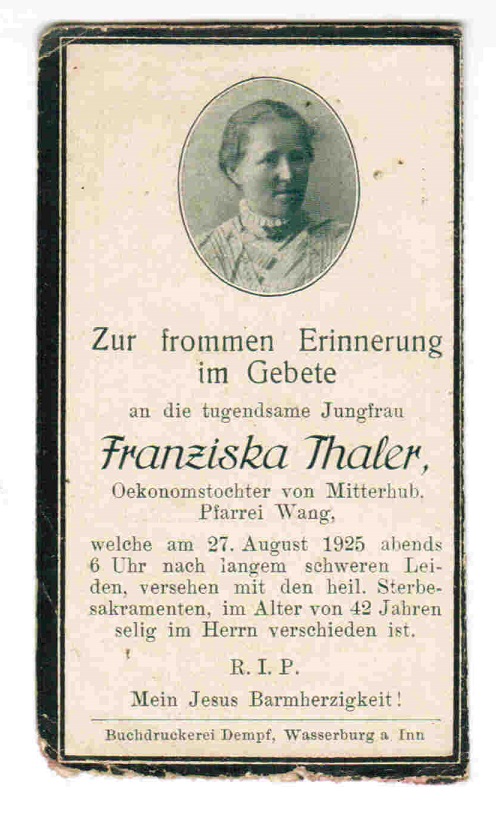 Zur frommen Erinnerung
im Gebete
an die tugendsame Jungfrau
Franziska Thaler,
Oekonomstochter von Mitterhub,
Pfarrei Wang,
welche am 27. August 1925 abends
6 Uhr nach langem schweren Lei-
den, versehen mit den heil. Sterbe-
sakramenten, im Alter von 42 Jahren
selig im Herrn verschieden ist.
R. I. P.
Mein Jesus Barmherzigkeit!
Buchdruckerei Dempf, Wasserburg a Inn